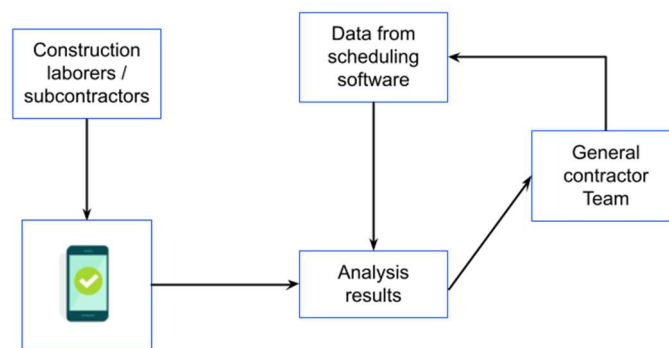 Construction
laborers /
subcontractors
Data from
scheduling
software
General
contractor
Team
Analysis
results